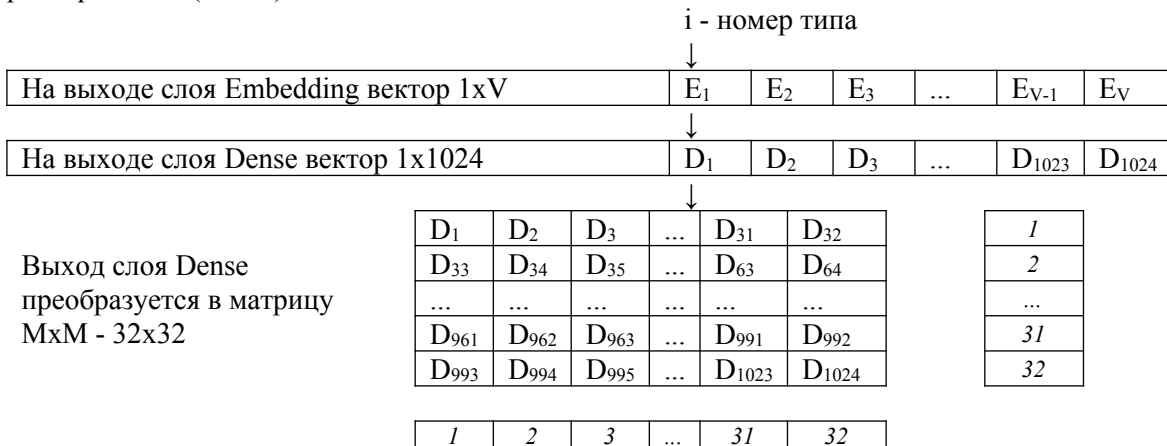 i - номер типа
↓
На выходе слоя Embedding вектор 1xV E₁ E₂ E₃ ... E_V-1 E_V
↓
На выходе слоя Dense вектор 1x1024 D₁ D₂ D₃ ... D₁₀₂₃ D₁₀₂₄
↓
D₁ D₂ D₃ ... D₃₁ D₃₂ 1
Выход слоя Dense D₃₃ D₃₄ D₃₅ ... D₆₃ D₆₄ 2
преобразуется в матрицу ... ... ... ... ... ... ...
MxM - 32x32 D₉₆₁ D₉₆₂ D₉₆₃ ... D₉₉₁ D₉₉₂ 31
D₉₉₃ D₉₉₄ D₉₉₅ ... D₁₀₂₃ D₁₀₂₄ 32
1 2 3 ... 31 32